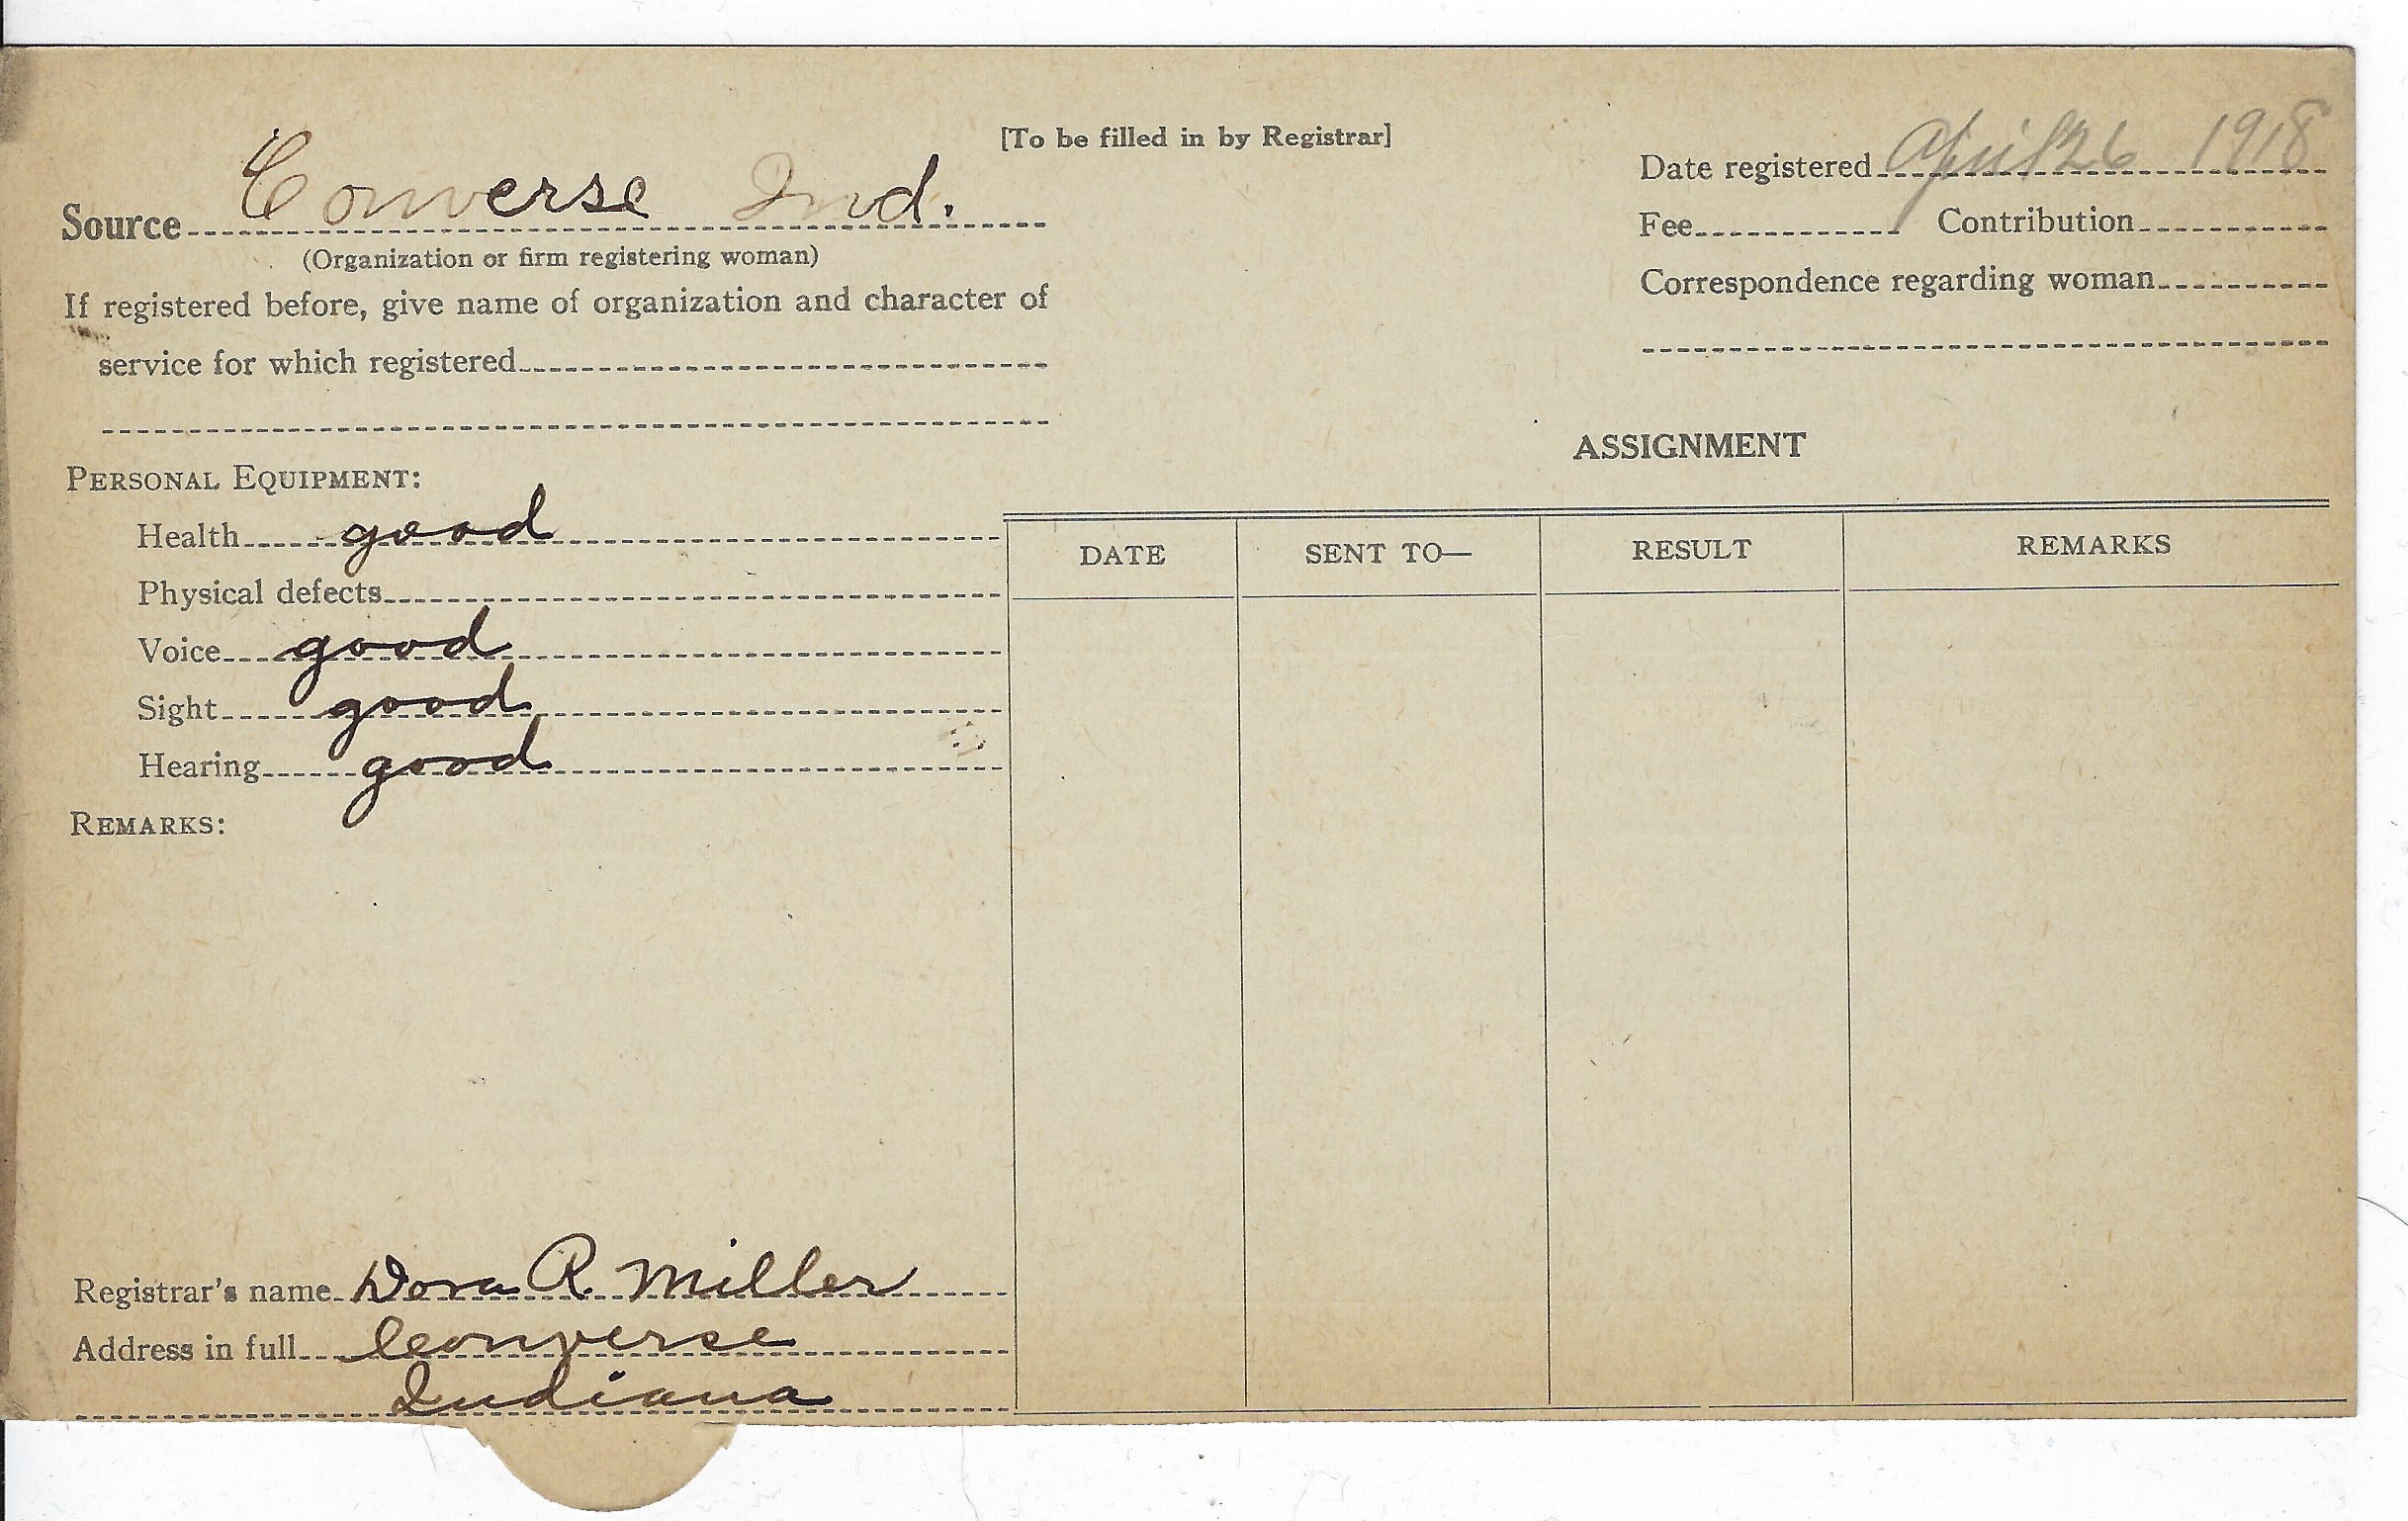 [To be filled in by Registrar]
Source Converse Ind.
(Organization or firm registering woman)
If registered before, give name of organization and character of
service for which registered
Date registered April 26 1918
Fee Contribution
Correspondence regarding woman
PERSONAL EQUIPMENT:
Health good
Physical defects
Voice good
Sight good
Hearing good
REMARKS:
Registrar's name Dora R Miller
Address in full Converse
Indiana
ASSIGNMENT
DATE SENT TO— RESULT REMARKS